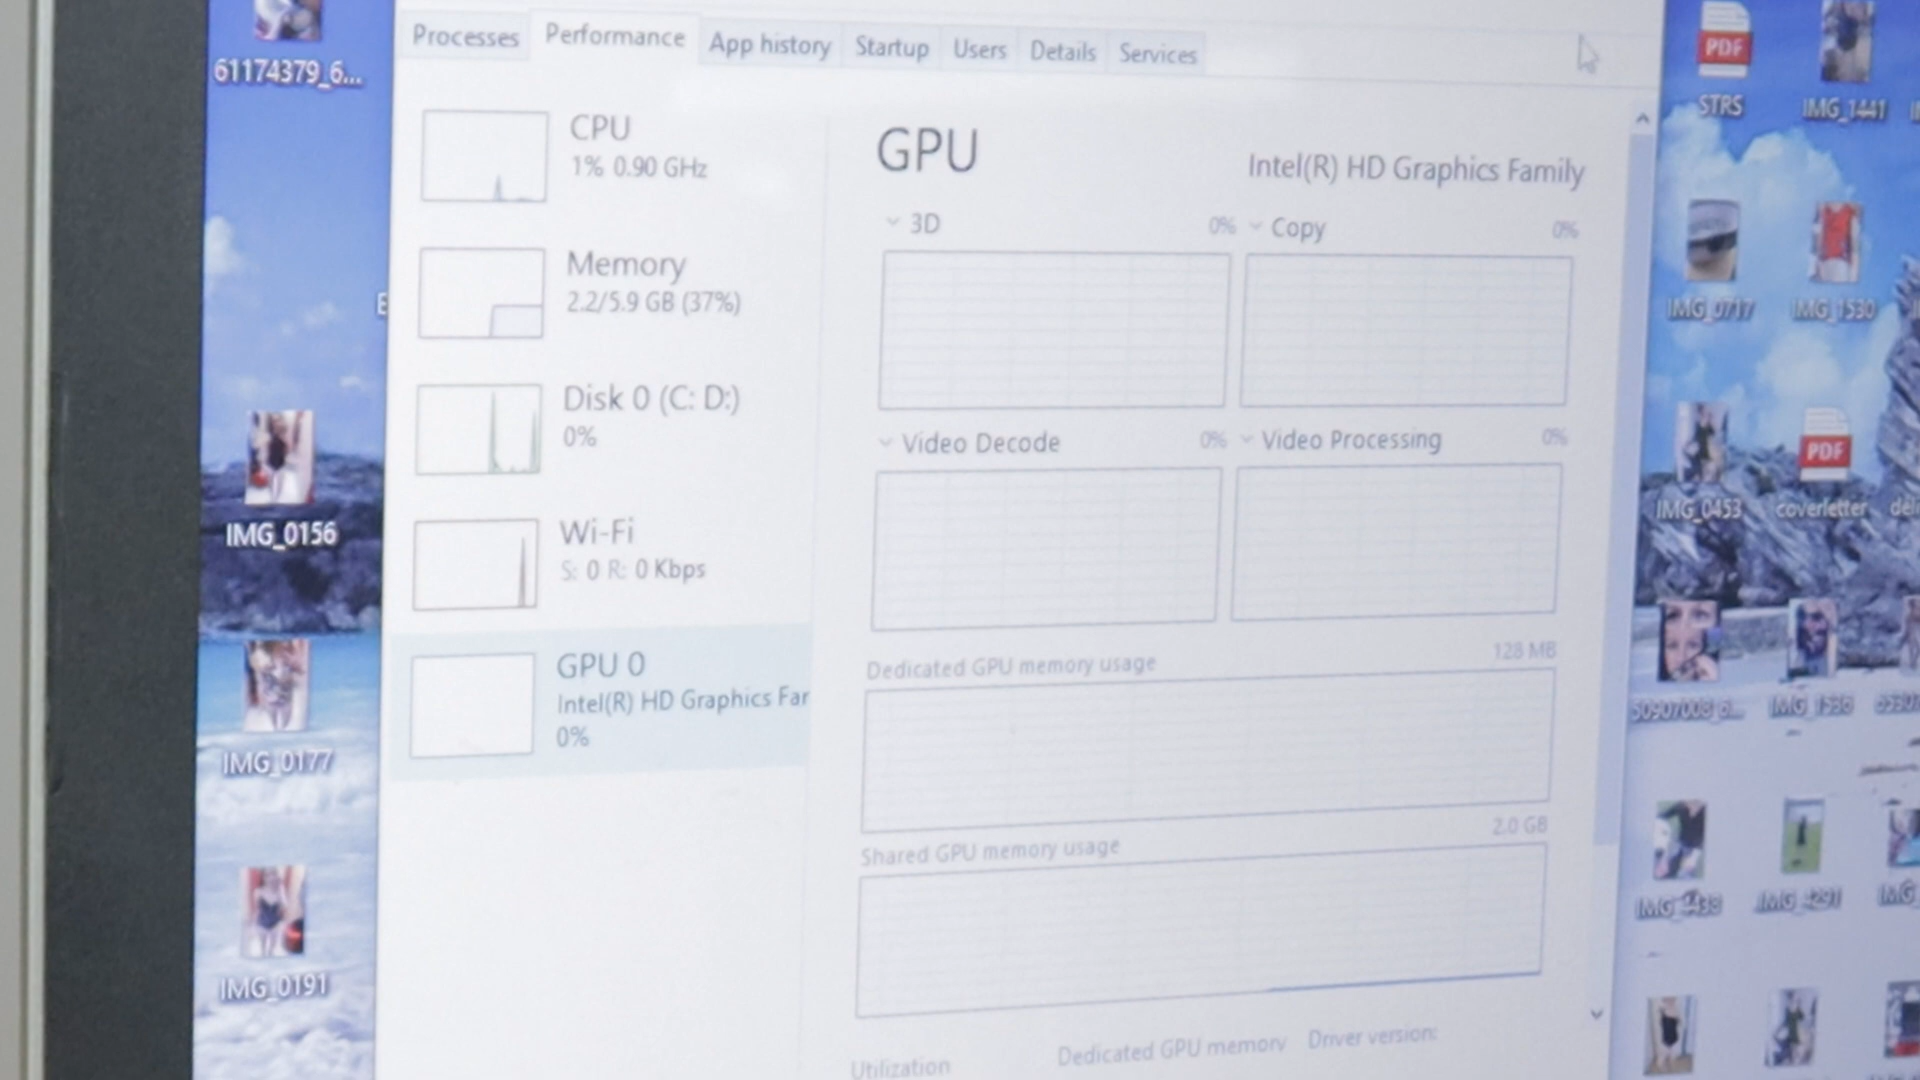 61174379_6...
IMG_0156
IMG_0177
IMG_0191
E
Processes
Performance
App history
Startup
Users
Details
Services
CPU
1% 0.90 GHz
Memory
2.2/5.9 GB (37%)
Disk 0 (C: D:)
0%
Wi-Fi
S: 0 R: 0 Kbps
GPU 0
Intel(R) HD Graphics Far
0%
GPU
Intel(R) HD Graphics Family
3D
0%
Copy
0%
Video Decode
0%
Video Processing
0%
Dedicated GPU memory usage
128 MB
Shared GPU memory usage
2.0 GB
Utilization
Dedicated GPU memory
Driver version:
PDF
STRS
IMG_1441
IMG_0717
IMG_1530
IMG_0453
PDF
coverletter